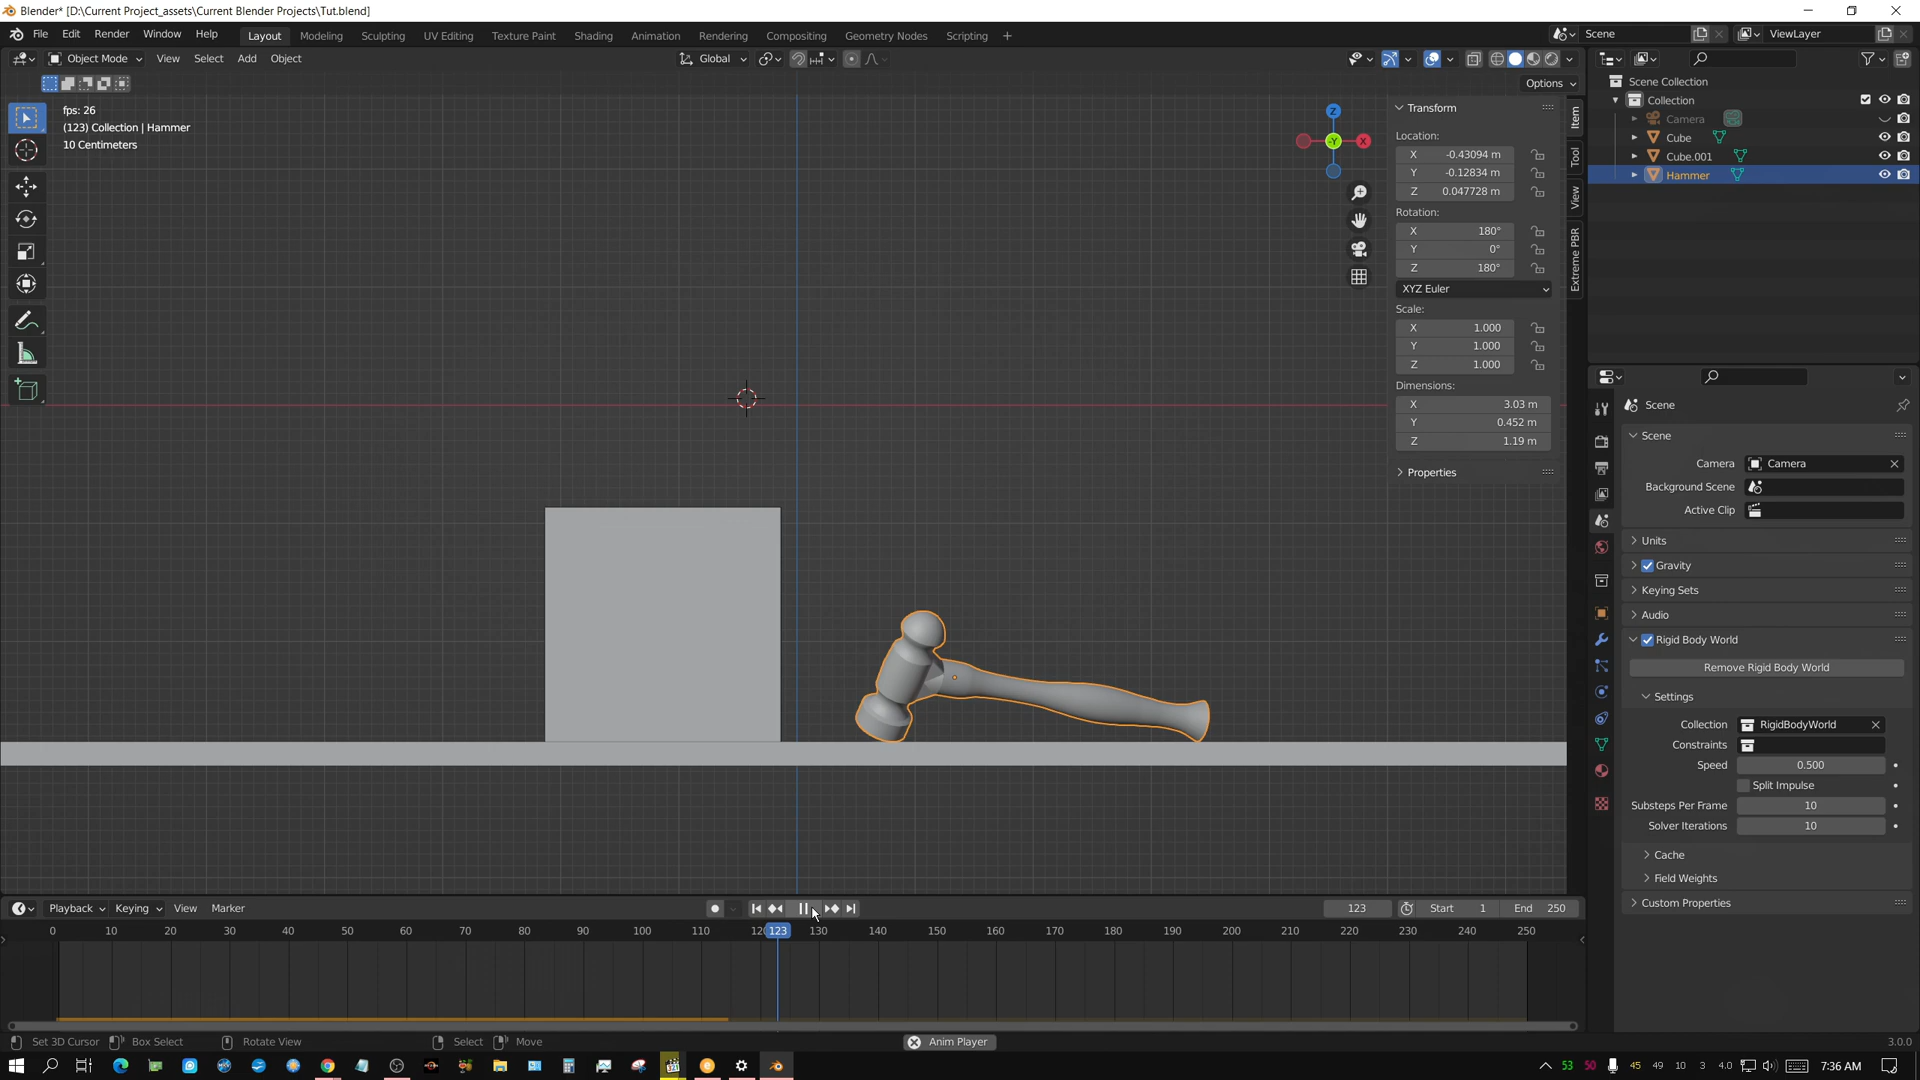 Blender* [D:\Current Project_assets\Current Blender Projects\Tut.blend]
File Edit Render Window Help Layout Modeling Sculpting UV Editing Texture Paint Shading Animation Rendering Compositing Geometry Nodes Scripting + Scene ViewLayer
Object Mode View Select Add Object Global
Options
fps: 26
(123) Collection | Hammer
10 Centimeters
Z
Y
X
Transform
Location:
X -0.43094 m
Y -0.12834 m
Z 0.047728 m
Rotation:
X 180°
Y 0°
Z 180°
XYZ Euler
Scale:
X 1.000
Y 1.000
Z 1.000
Dimensions:
X 3.03 m
Y 0.452 m
Z 1.19 m
Properties
Item
Tool
View
Extreme PBR
Scene Collection
Collection
Camera
Cube
Cube.001
Hammer
Scene
Scene
Camera Camera
Background Scene
Active Clip
Units
Gravity
Keying Sets
Audio
Rigid Body World
Remove Rigid Body World
Settings
Collection RigidBodyWorld
Constraints
Speed 0.500
Split Impulse
Substeps Per Frame 10
Solver Iterations 10
Cache
Field Weights
Custom Properties
Playback Keying View Marker 123 Start 1 End 250
0 10 20 30 40 50 60 70 80 90 100 110 123 130 140 150 160 170 180 190 200 210 220 230 240 250
Set 3D Cursor Box Select Rotate View Select Move Anim Player 3.0.0
53 50 45 49 10 3 4.0 7:36 AM